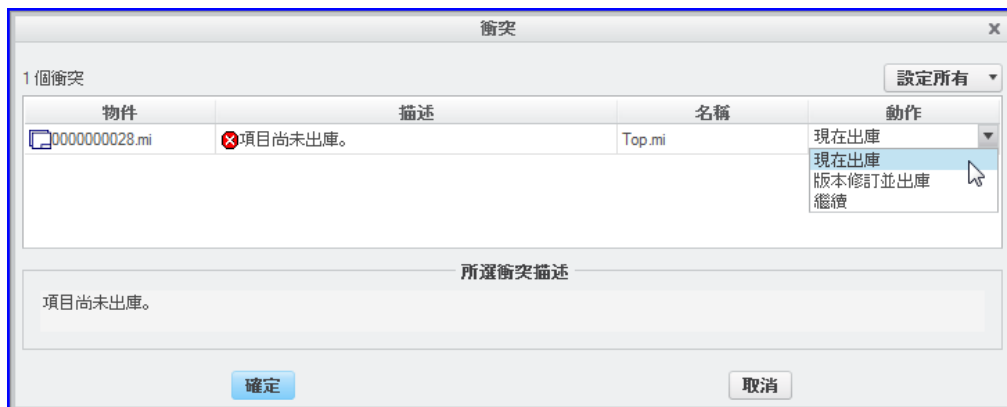 衝突
1 個衝突
設定所有
物件 描述 名稱 動作
0000000028.mi 項目尚未出庫。 Top.mi 現在出庫
現在出庫
版本修訂並出庫
繼續
所選衝突描述
項目尚未出庫。
確定 取消